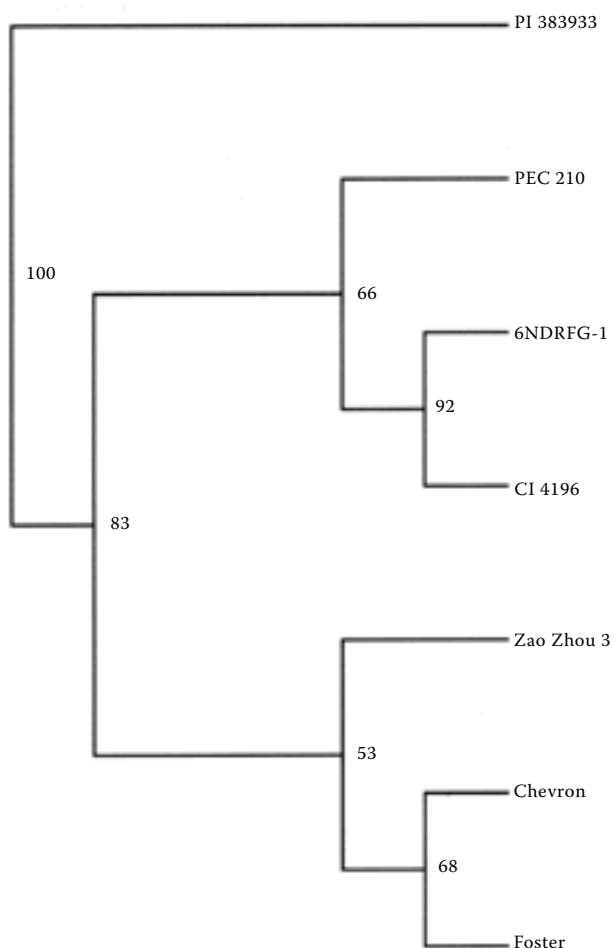 PI 383933
PEC 210
100
66
6NDRFG-1
92
CI 4196
83
Zao Zhou 3
53
Chevron
68
Foster